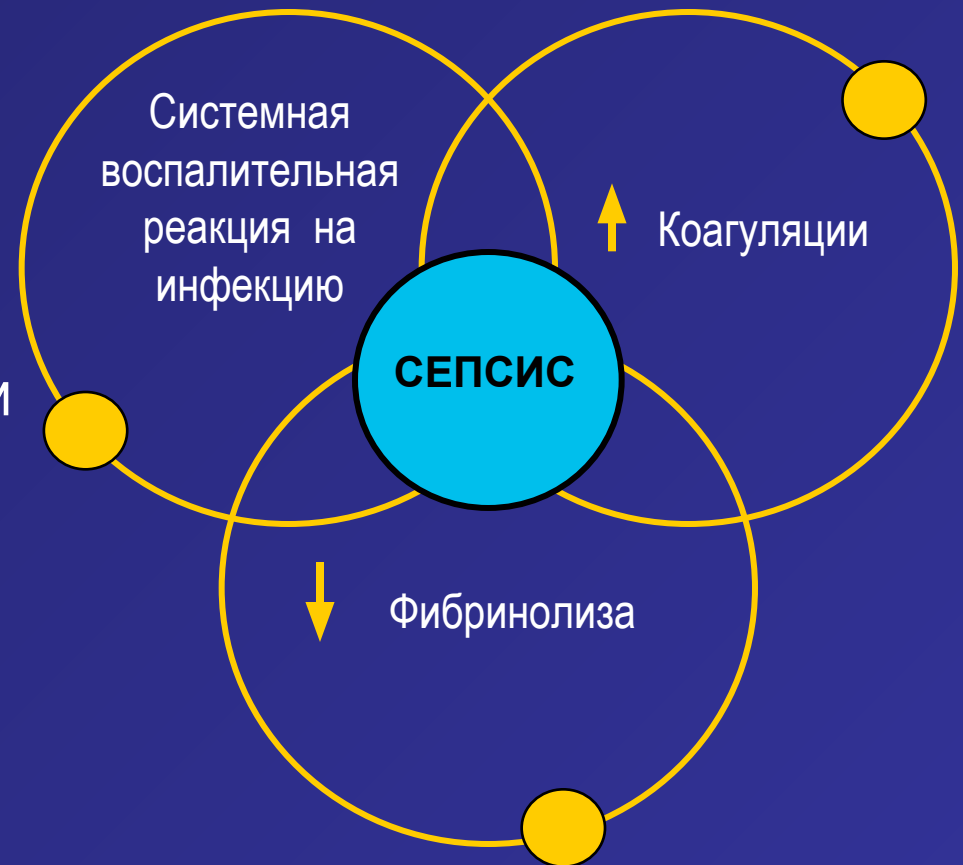 Системная
воспалительная
реакция на
инфекцию
Коагуляции
СЕПСИС
и
Фибринолиза